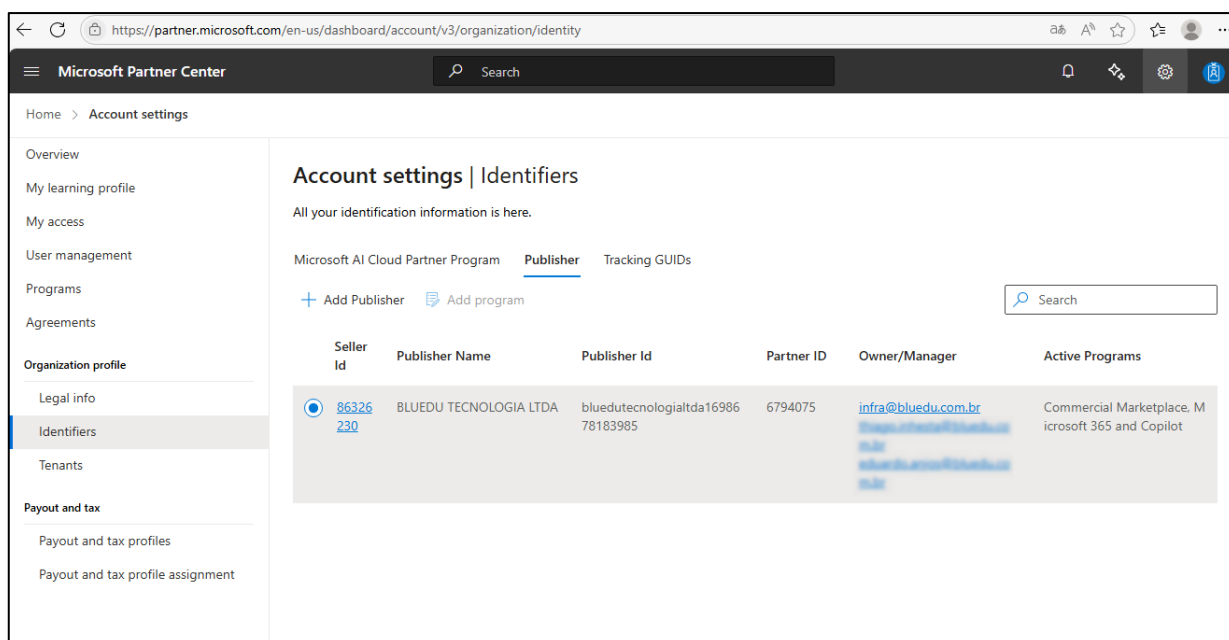 https://partner.microsoft.com/en-us/dashboard/account/v3/organization/identity
Microsoft Partner Center
Search
Home > Account settings
Overview
My learning profile
My access
User management
Programs
Agreements
Organization profile
Legal info
Identifiers
Tenants
Payout and tax
Payout and tax profiles
Payout and tax profile assignment
Account settings | Identifiers
All your identification information is here.
Microsoft AI Cloud Partner Program Publisher Tracking GUIDs
Add Publisher Add program
Search
Seller
Id
Publisher Name
Publisher Id
Partner ID
Owner/Manager
Active Programs
86326
230
BLUEDU TECNOLOGIA LTDA
bluedutecnologialtda16986
78183985
6794075
infra@bluedu.com.br
Commercial Marketplace, M
icrosoft 365 and Copilot